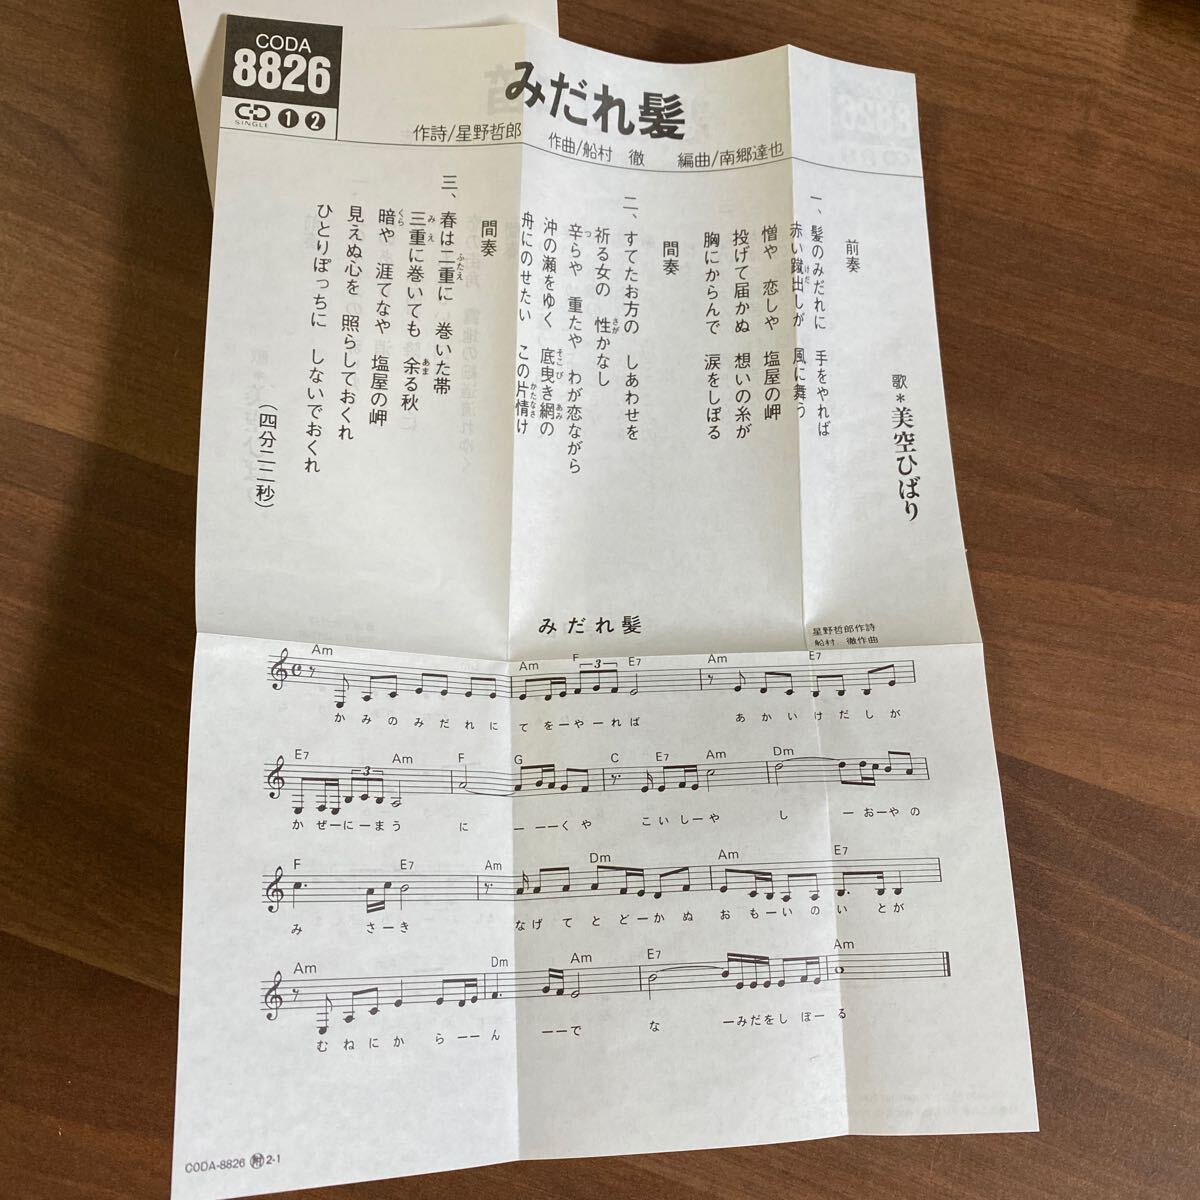 CODA
8826
CD
SINGLE
1 2
みだれ髪
作詩/星野哲郎 作曲/船村 徹 編曲/南郷達也
歌＊美空ひばり
前奏
一、髪のみだれに 手をやれば
赤い蹴出しが 風に舞う
憎や 恋しや 塩屋の岬
投げて届かぬ 想いの糸が
胸にからんで 涙をしぼる
間奏
二、すてたお方の しあわせを
祈る女の 性かなし
辛らや 重たや わが恋ながら
沖の瀬をゆく 底曳き網の
舟にのせたい この片情け
間奏
三、春は二重に 巻いた帯
三重に巻いても 余る秋
暗や 涯てなや 塩屋の岬
見えぬ心を 照らしておくれ
ひとりぼっちに しないでおくれ
（四分二二秒）
みだれ髪
星野哲郎作詩
船村 徹作曲
Am Am F 3 E7 Am E7
かみのみだれに てをーやーれば あかいけだしが
E7 3 Am F G C E7 Am Dm
かぜーにーまう に ーーーくや こいしーや し ーおーやの
F E7 Am Dm Am E7
み さーき なげてとどーかぬ おもーいのいとが
Am Dm Am E7 Am
むねにか らーーん ーーで な ーみだをしぼーる
CODA-8826 附 2-1